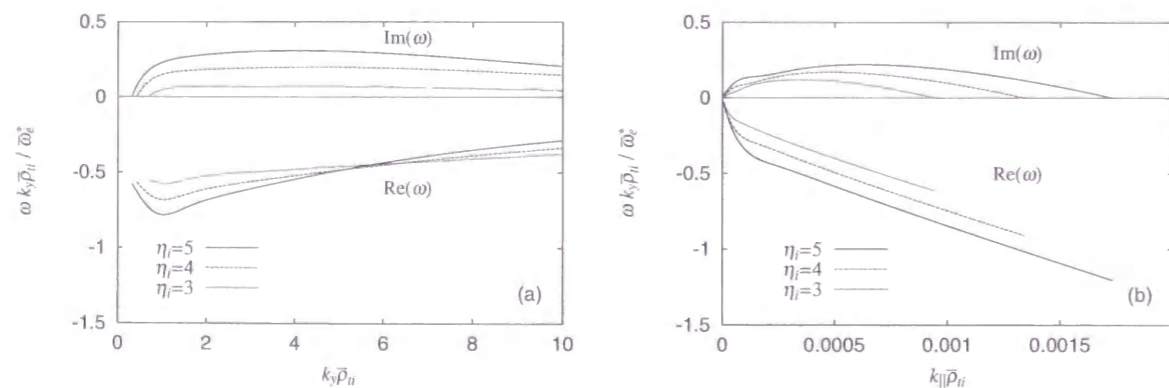 0.5
0
-0.5
-1
-1.5
ω k_y ρ̄_ti / ω̄*_e
Im(ω)
Re(ω)
η_i=5
η_i=4
η_i=3
(a)
0 2 4 6 8 10
k_y ρ̄_ti
0.5
0
-0.5
-1
-1.5
ω k_y ρ̄_ti / ω̄*_e
Im(ω)
Re(ω)
η_i=5
η_i=4
η_i=3
(b)
0 0.0005 0.001 0.0015
k_|| ρ̄_ti